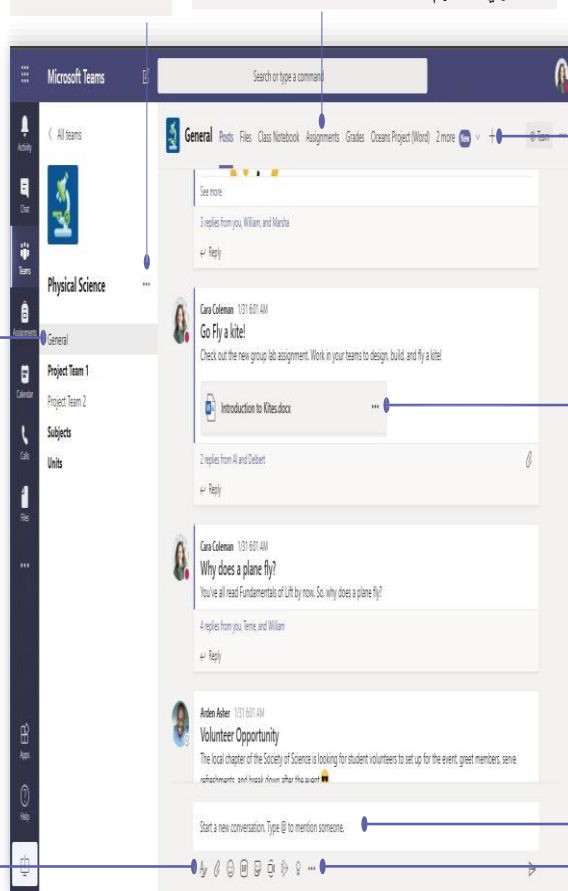 Microsoft Teams
Search or type a command
Activity
Chat
Teams
Assignments
Calendar
Calls
Files
Apps
Help
< All teams
Physical Science
General
Project Team 1
Project Team 2
Subjects
Units
General Posts Files Class Notebook Assignments Grades Oceans Project (Word) 2 more New
Team
See more
3 replies from you, William, and Marsha
Reply
Cara Coleman 1/31 6:01 AM
Go Fly a kite!
Check out the new group lab assignment. Work in your teams to design, build, and fly a kite!
Introduction to Kites.docx
2 replies from Al and Delbert
Reply
Cara Coleman 1/31 6:01 AM
Why does a plane fly?
You've all read Fundamentals of Lift by now. So, why does a plane fly?
4 replies from you, Terrie, and William
Reply
Arden Asher 1/31 6:01 AM
Volunteer Opportunity
The local chapter of the Society of Science is looking for student volunteers to set up for the event, greet members, serve
refreshments, and break down after the event
Start a new conversation. Type @ to mention someone.